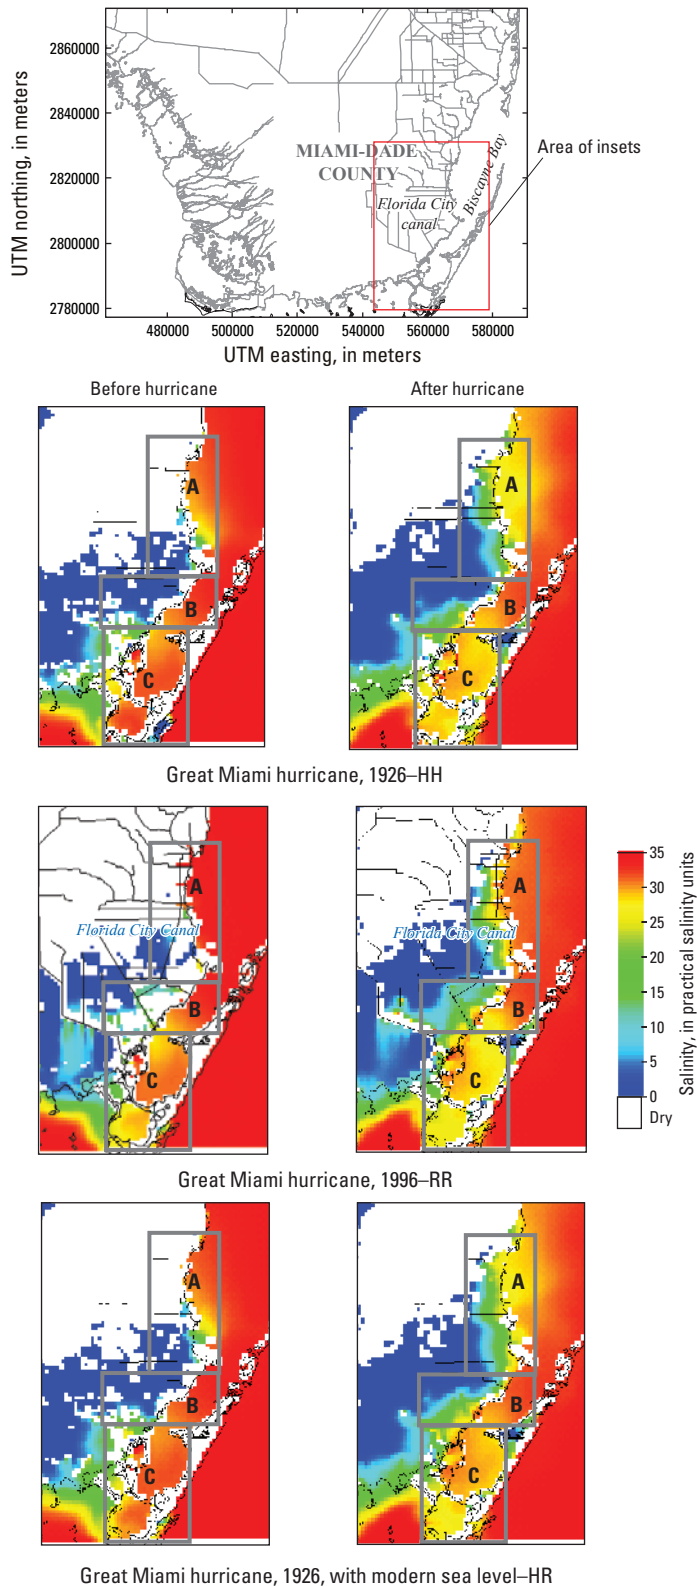 2860000
2840000
2820000
2800000
2780000
UTM northing, in meters
MIAMI-DADE
COUNTY
Florida City
canal
Biscayne Bay
Area of insets
480000 500000 520000 540000 560000 580000
UTM easting, in meters
Before hurricane
After hurricane
A
B
C
A
B
C
Great Miami hurricane, 1926–HH
A
Florida City Canal
B
C
A
Florida City Canal
B
C
35
30
25
20
15
10
5
0
Dry
Salinity, in practical salinity units
Great Miami hurricane, 1996–RR
A
B
C
A
B
C
Great Miami hurricane, 1926, with modern sea level–HR